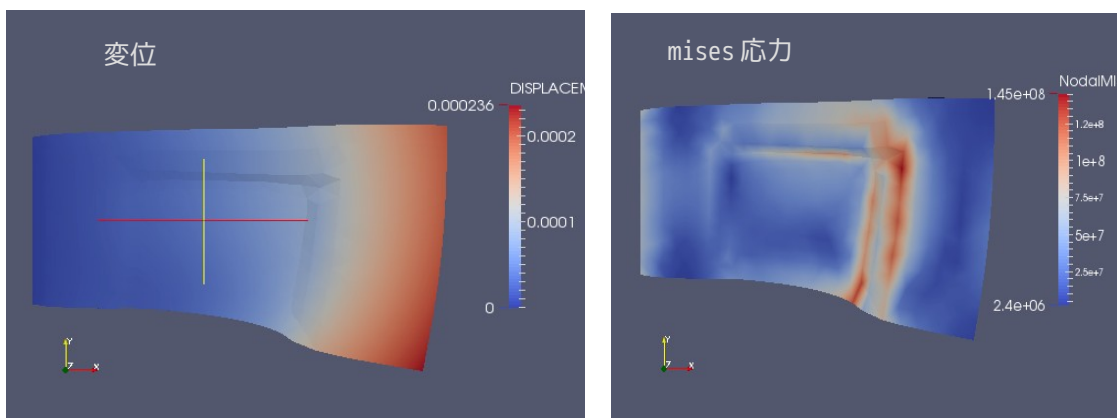 変位
DISPLACEM
0.000236
0.0002
0.0001
0
Y
Z X
mises 応力
NodalMI
1.45e+08
1.2e+8
1e+8
7.5e+7
5e+7
2.5e+7
2.4e+06
Y
Z X